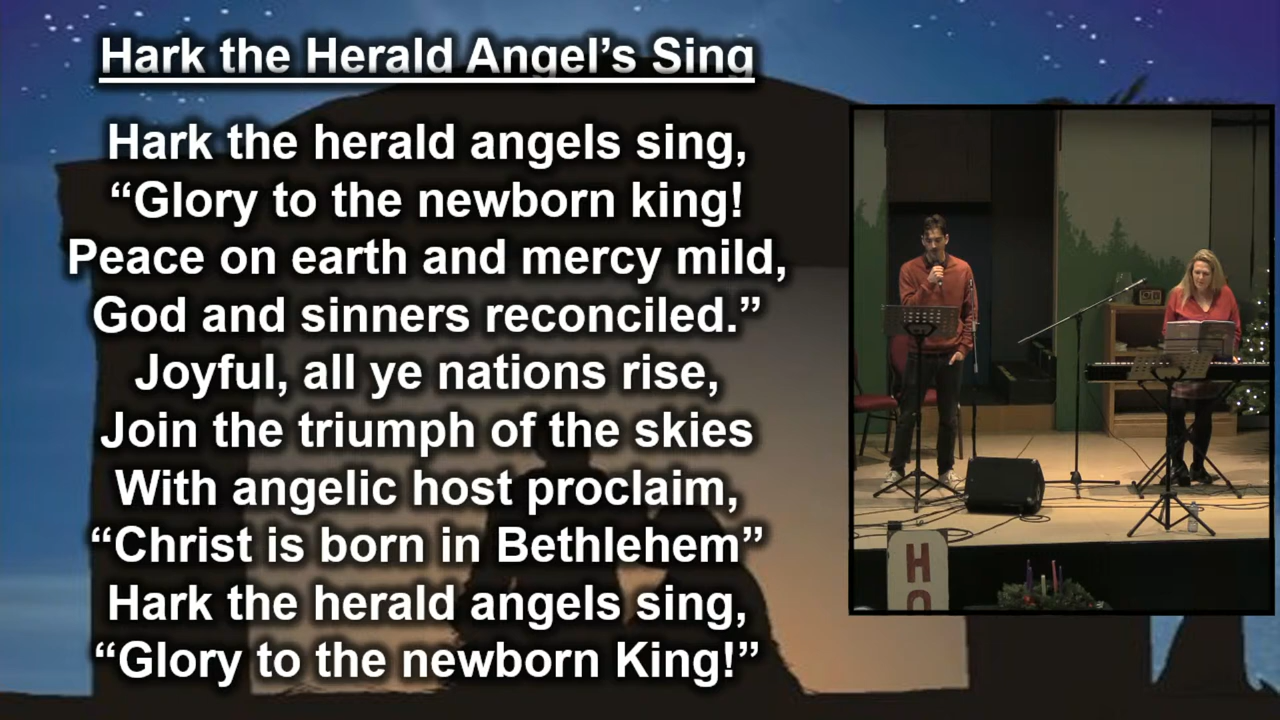 Hark the Herald Angel’s Sing
Hark the herald angels sing,
“Glory to the newborn king!
Peace on earth and mercy mild,
God and sinners reconciled.”
Joyful, all ye nations rise,
Join the triumph of the skies
With angelic host proclaim,
“Christ is born in Bethlehem”
Hark the herald angels sing,
“Glory to the newborn King!”
H
O